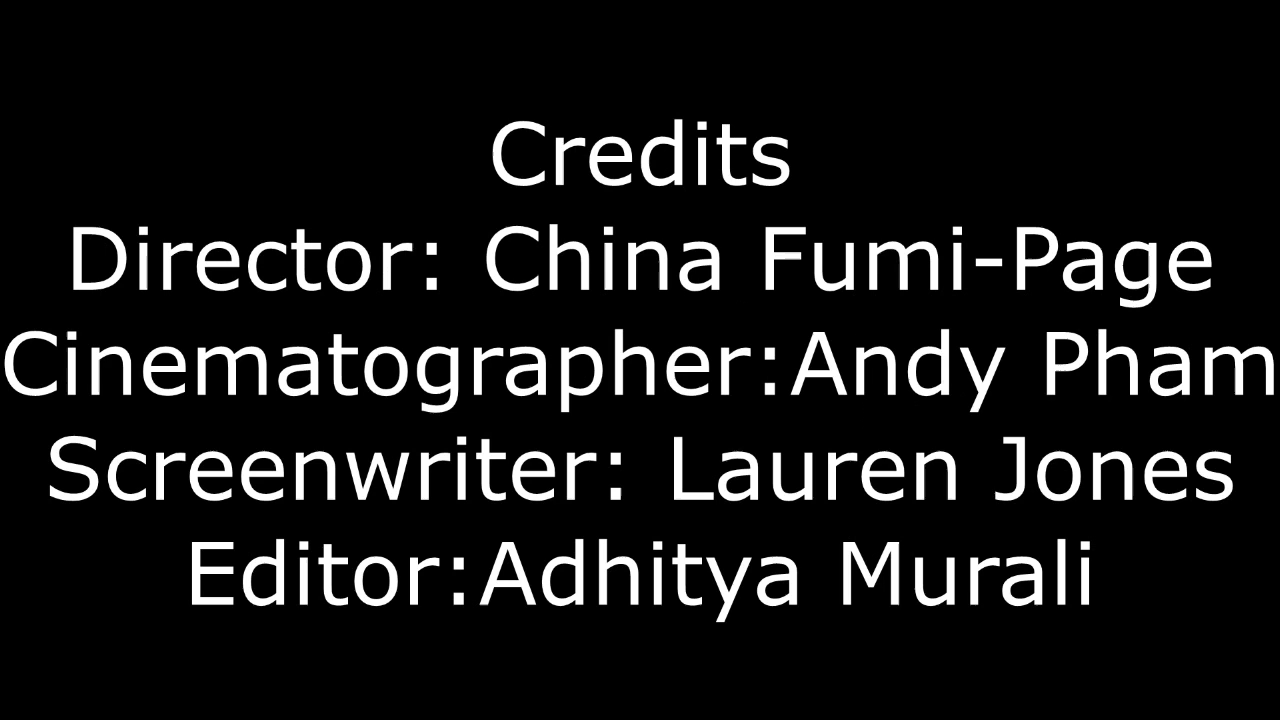 Credits
Director: China Fumi-Page
Cinematographer:Andy Pham
Screenwriter: Lauren Jones
Editor:Adhitya Murali